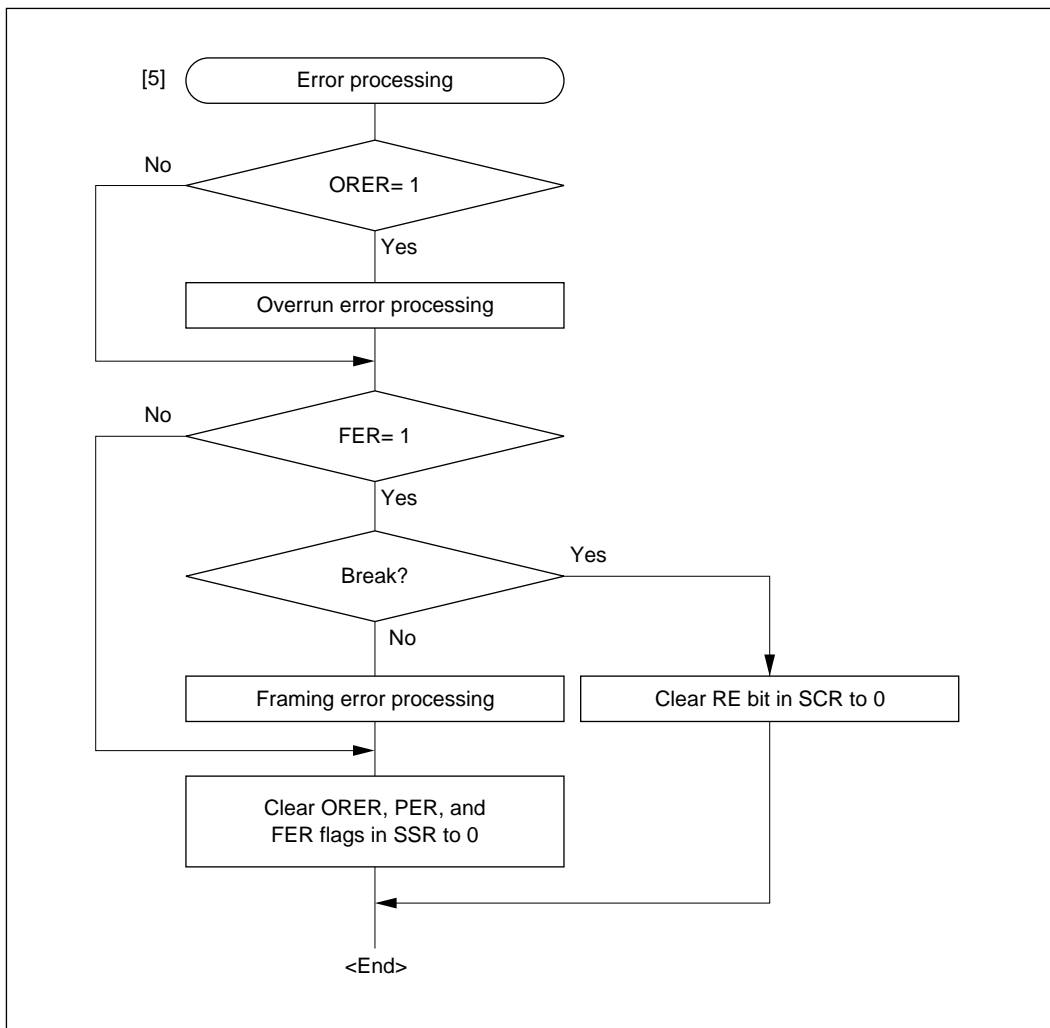 [5] Error processing
No
ORER= 1
Yes
Overrun error processing
No
FER= 1
Yes
Yes
Break?
No
Framing error processing
Clear RE bit in SCR to 0
Clear ORER, PER, and
FER flags in SSR to 0
<End>